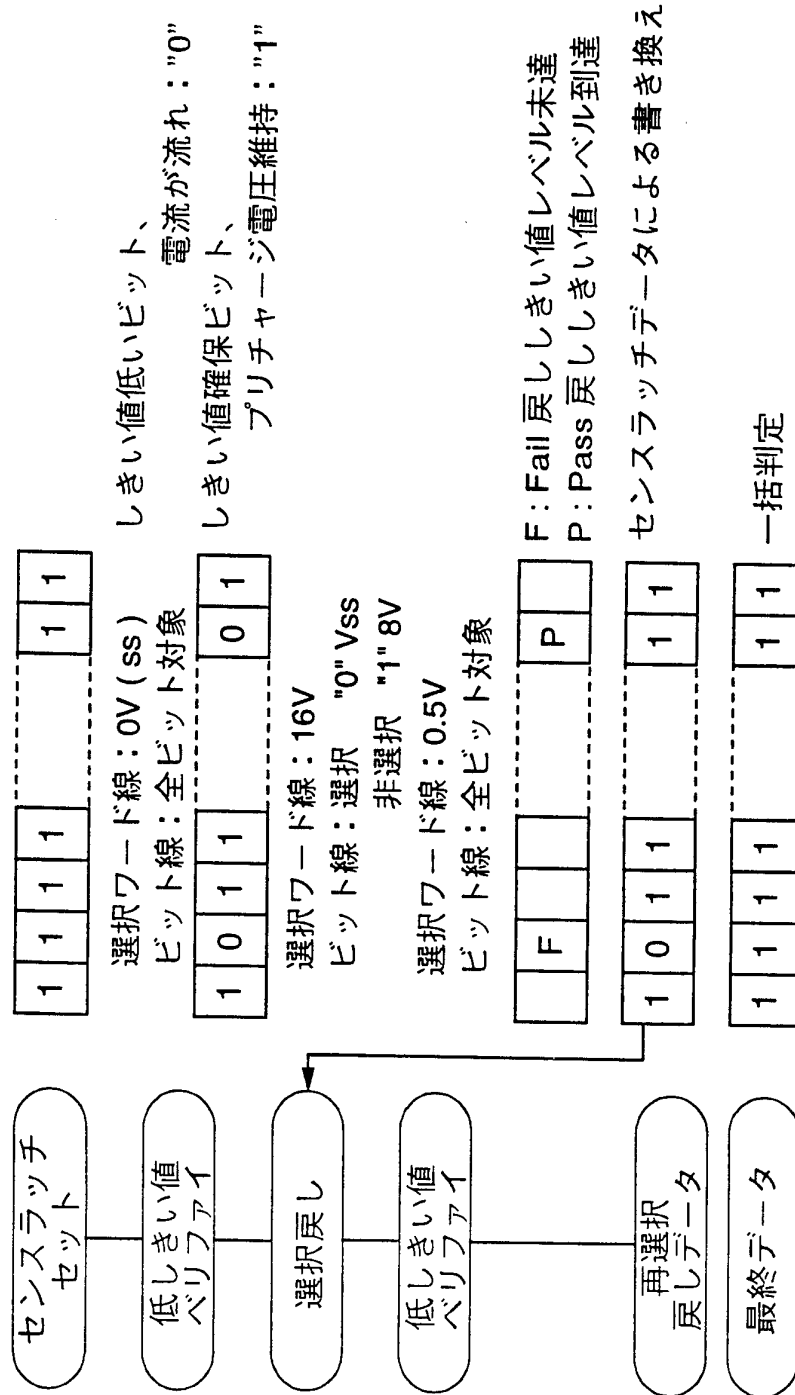 センスラッチ
セット
1 1 1 1 1 1
低しきい値
ベリファイ
選択ワード線：0V (ss)
ビット線：全ビット対象
しきい値低いビット、
電流が流れ："0"
1 0 1 1 0 1
しきい値確保ビット、
プリチャージ電圧維持："1"
選択戻し
選択ワード線：16V
ビット線：選択 "0" Vss
非選択 "1" 8V
低しきい値
ベリファイ
選択ワード線：0.5V
ビット線：全ビット対象
F P
F : Fail 戻ししきい値レベル未達
P : Pass 戻ししきい値レベル到達
再選択
戻しデータ
1 0 1 1 1 1
センスラッチデータによる書き換え
最終データ
1 1 1 1 1 1
一括判定